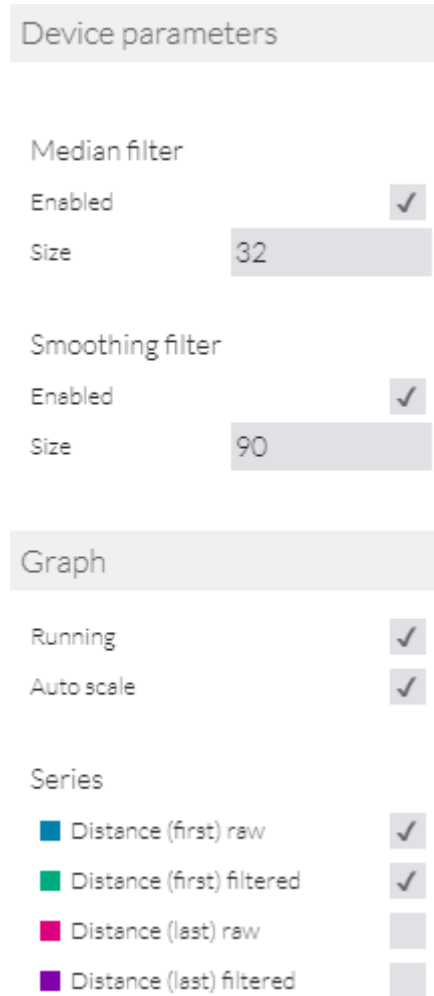 Device parameters
Median filter
Enabled ✓
Size 32
Smoothing filter
Enabled ✓
Size 90
Graph
Running ✓
Auto scale ✓
Series
Distance (first) raw ✓
Distance (first) filtered ✓
Distance (last) raw
Distance (last) filtered